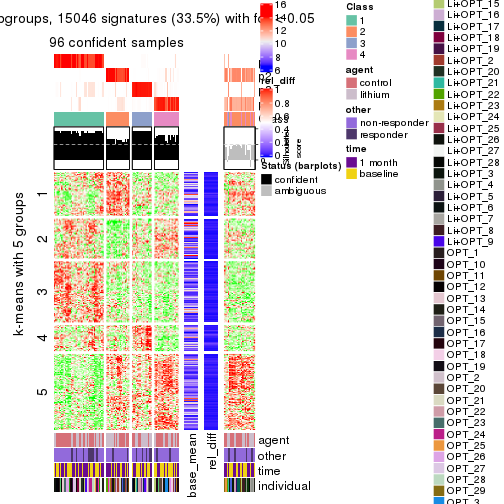 ogroups, 15046 signatures (33.5%) with f
0.05
96 confident samples
16
14
12
10
8
6
rel_diff
1
0.8
0.6
0.4
0.2
0
Status (barplots)
confident
ambiguous
Class
1
2
3
4
agent
control
lithium
other
non-responder
responder
time
1 month
baseline
k-means with 5 groups
1
2
3
4
5
base_mean
rel_diff
agent
other
time
individual
Li+OPT_15
Li+OPT_16
Li+OPT_17
Li+OPT_18
Li+OPT_19
Li+OPT_2
Li+OPT_20
Li+OPT_21
Li+OPT_22
Li+OPT_23
Li+OPT_24
Li+OPT_25
Li+OPT_26
Li+OPT_27
Li+OPT_28
Li+OPT_3
Li+OPT_4
Li+OPT_5
Li+OPT_6
Li+OPT_7
Li+OPT_8
Li+OPT_9
OPT_1
OPT_10
OPT_11
OPT_12
OPT_13
OPT_14
OPT_15
OPT_16
OPT_17
OPT_18
OPT_19
OPT_2
OPT_20
OPT_21
OPT_22
OPT_23
OPT_24
OPT_25
OPT_26
OPT_27
OPT_28
OPT_29
OPT_3